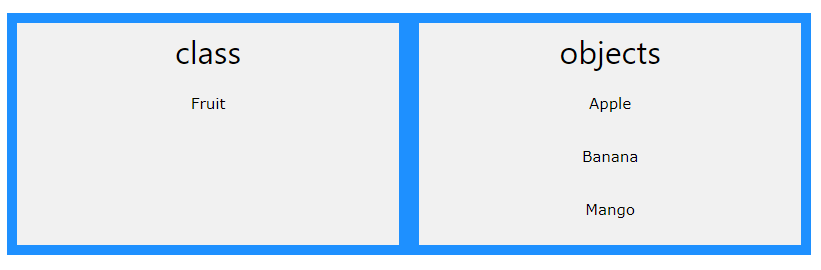 class
Fruit
objects
Apple
Banana
Mango